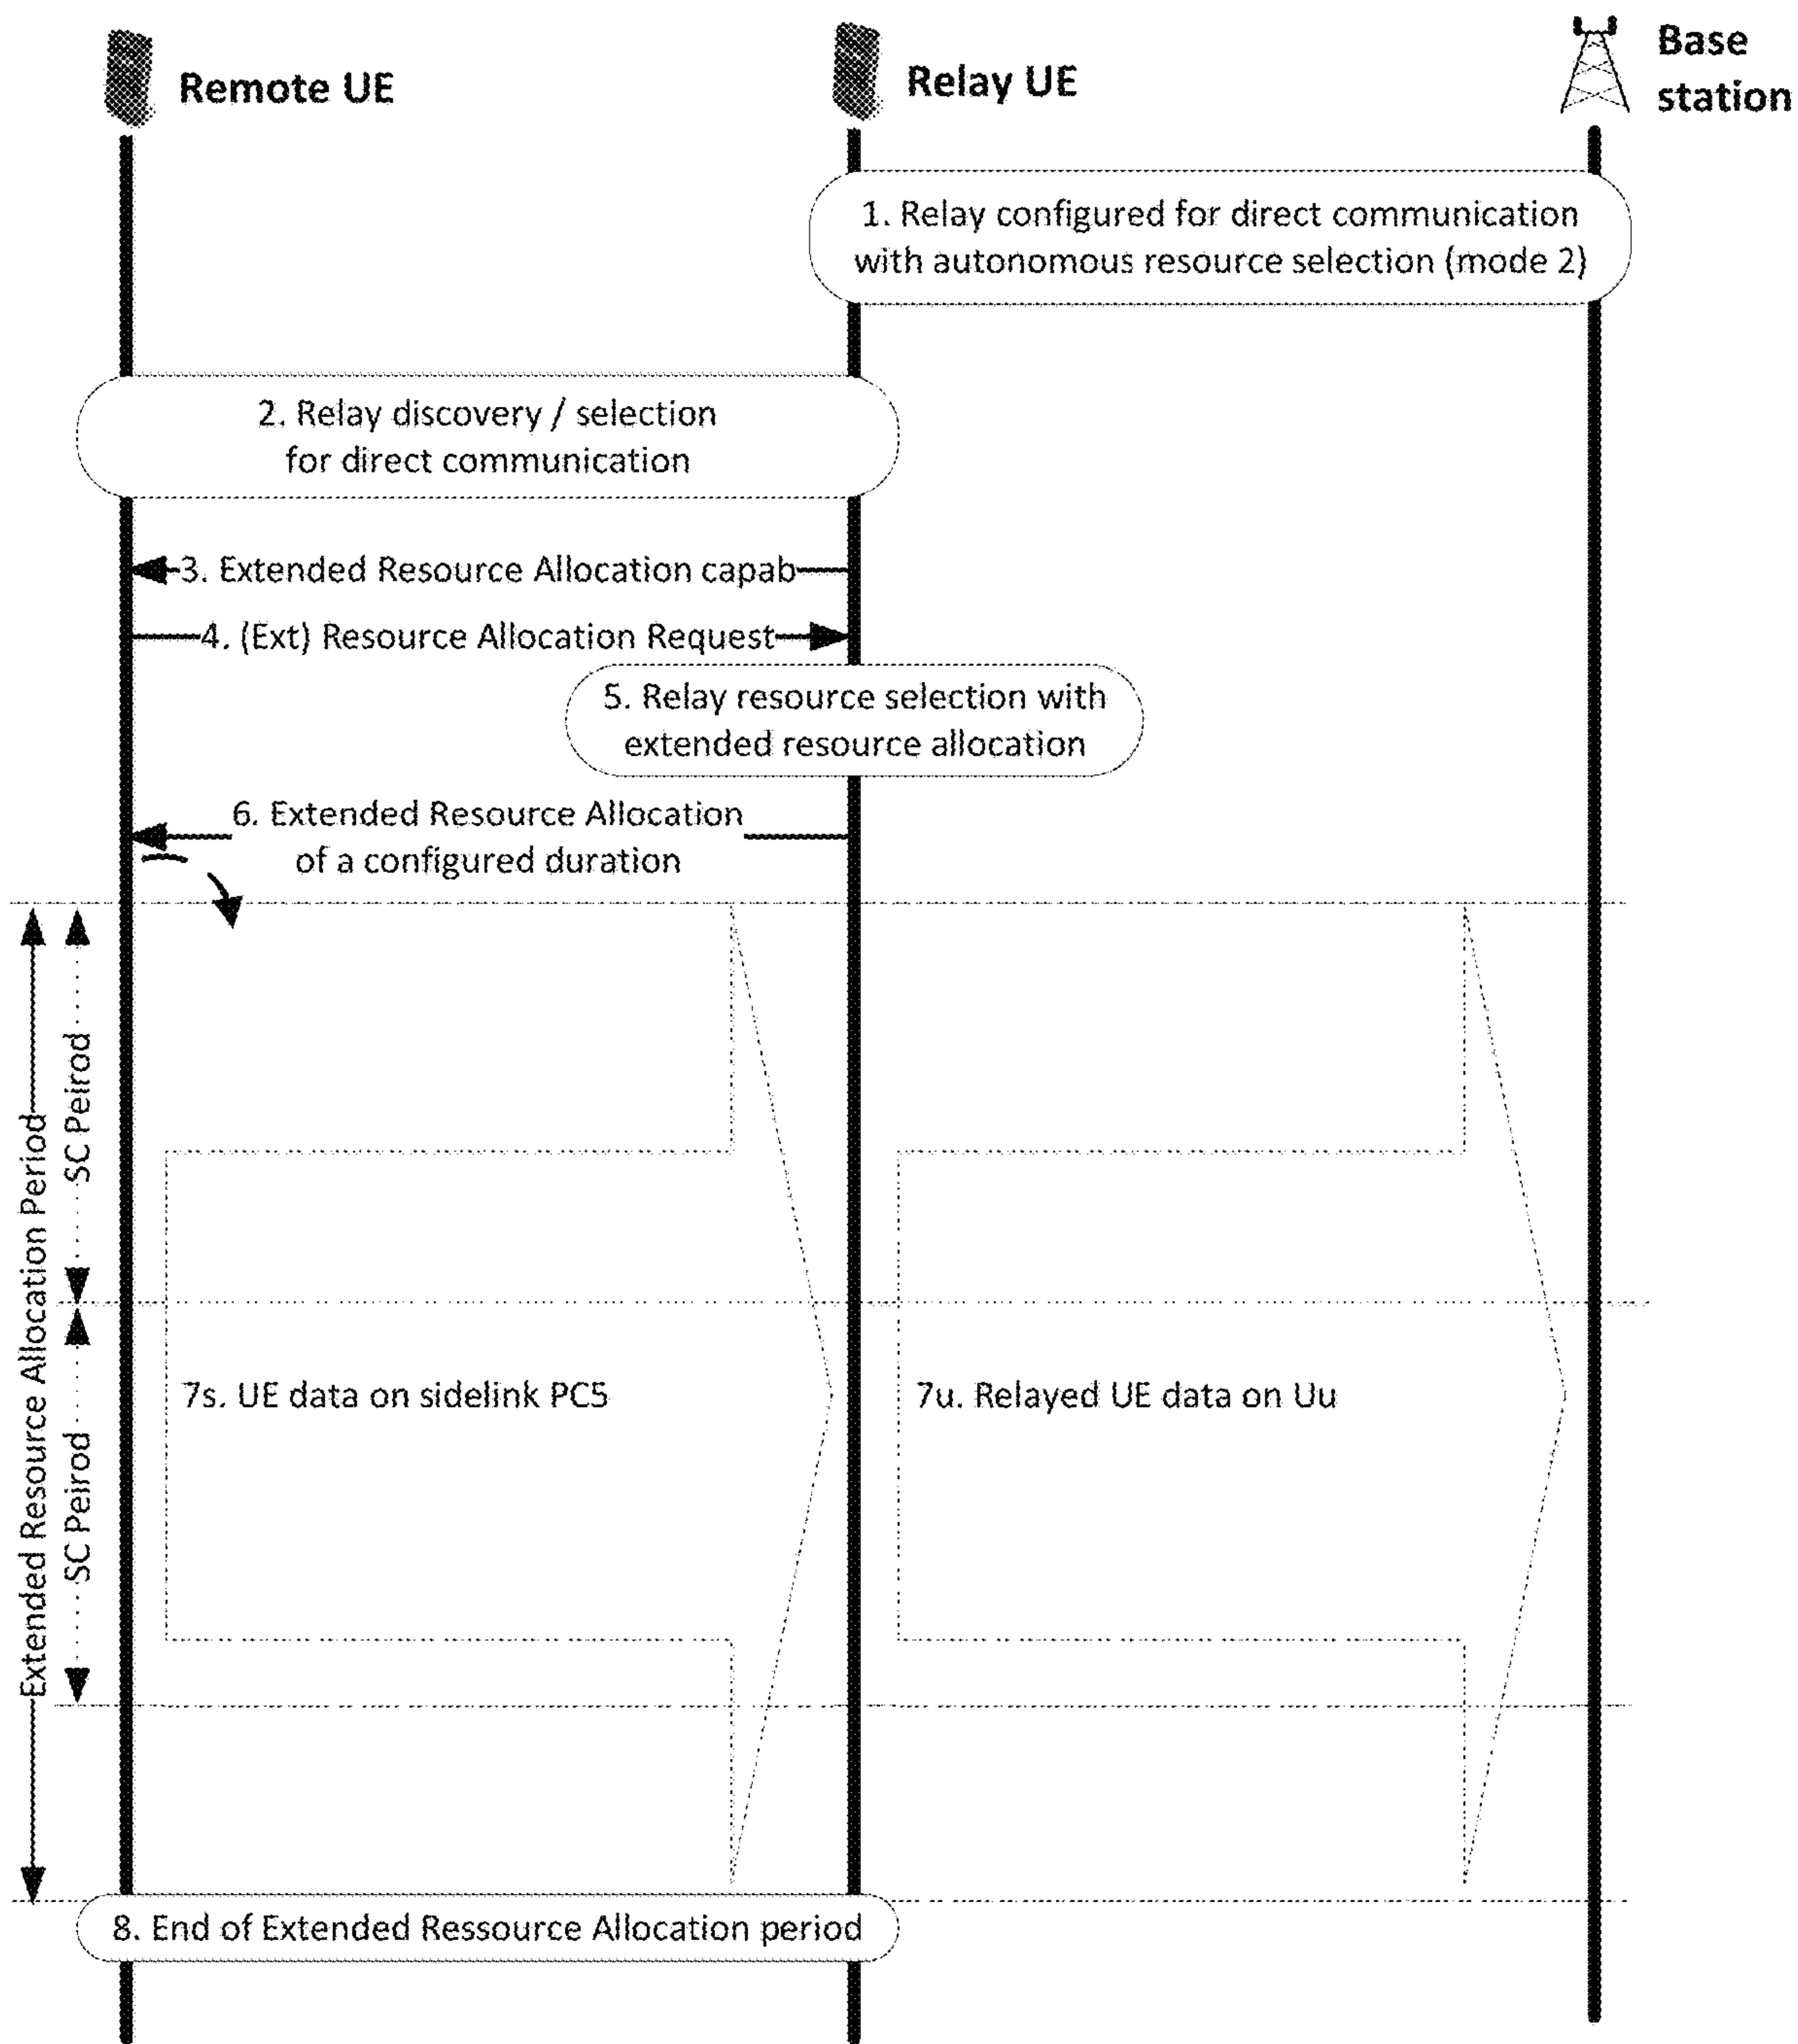 Remote UE
Relay UE
Base
station
1. Relay configured for direct communication
with autonomous resource selection (mode 2)
2. Relay discovery / selection
for direct communication
3. Extended Resource Allocation capab
4. (Ext) Resource Allocation Request
5. Relay resource selection with
extended resource allocation
6. Extended Resource Allocation
of a configured duration
Extended Resource Allocation Period
SC Peirod
SC Peirod
7s. UE data on sidelink PC5
7u. Relayed UE data on Uu
8. End of Extended Ressource Allocation period